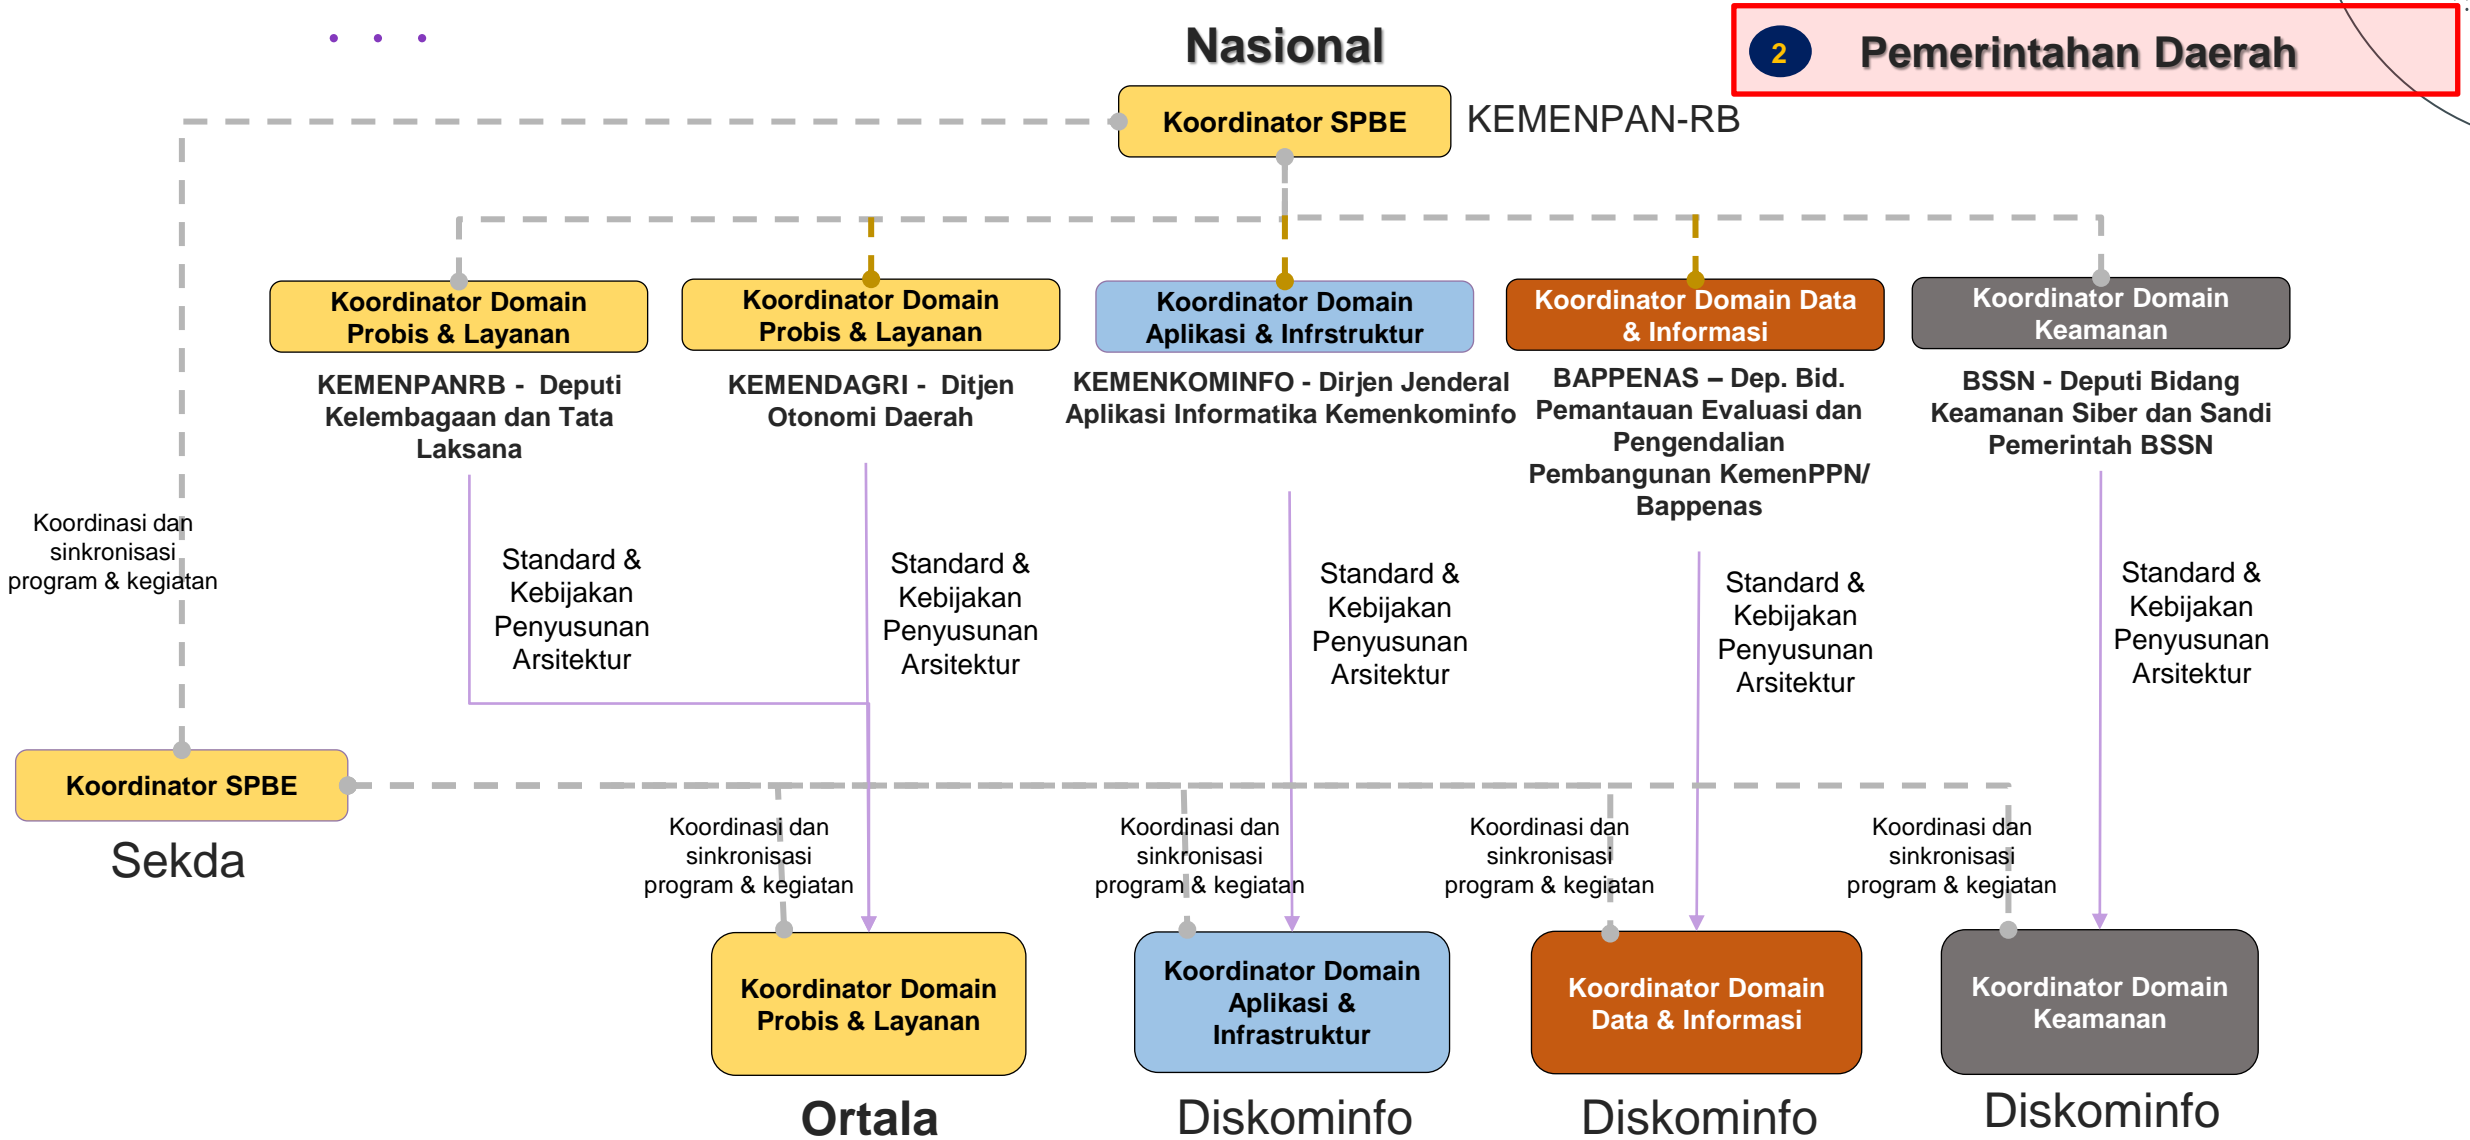 Nasional
2
Pemerintahan Daerah
Koordinator SPBE
KEMENPAN-RB
Koordinator Domain
Probis & Layanan
Koordinator Domain
Probis & Layanan
Koordinator Domain
Aplikasi & Infrstruktur
Koordinator Domain Data
& Informasi
Koordinator Domain
Keamanan
KEMENPANRB - Deputi
Kelembagaan dan Tata
Laksana
KEMENDAGRI - Ditjen
Otonomi Daerah
KEMENKOMINFO - Dirjen Jenderal
Aplikasi Informatika Kemenkominfo
BAPPENAS – Dep. Bid.
Pemantauan Evaluasi dan
Pengendalian
Pembangunan KemenPPN/
Bappenas
BSSN - Deputi Bidang
Keamanan Siber dan Sandi
Pemerintah BSSN
Koordinasi dan
sinkronisasi
program & kegiatan
Standard &
Kebijakan
Penyusunan
Arsitektur
Standard &
Kebijakan
Penyusunan
Arsitektur
Standard &
Kebijakan
Penyusunan
Arsitektur
Standard &
Kebijakan
Penyusunan
Arsitektur
Standard &
Kebijakan
Penyusunan
Arsitektur
Koordinator SPBE
Sekda
Koordinasi dan
sinkronisasi
program & kegiatan
Koordinasi dan
sinkronisasi
program & kegiatan
Koordinasi dan
sinkronisasi
program & kegiatan
Koordinasi dan
sinkronisasi
program & kegiatan
Koordinator Domain
Probis & Layanan
Koordinator Domain
Aplikasi &
Infrastruktur
Koordinator Domain
Data & Informasi
Koordinator Domain
Keamanan
Ortala
Diskominfo
Diskominfo
Diskominfo